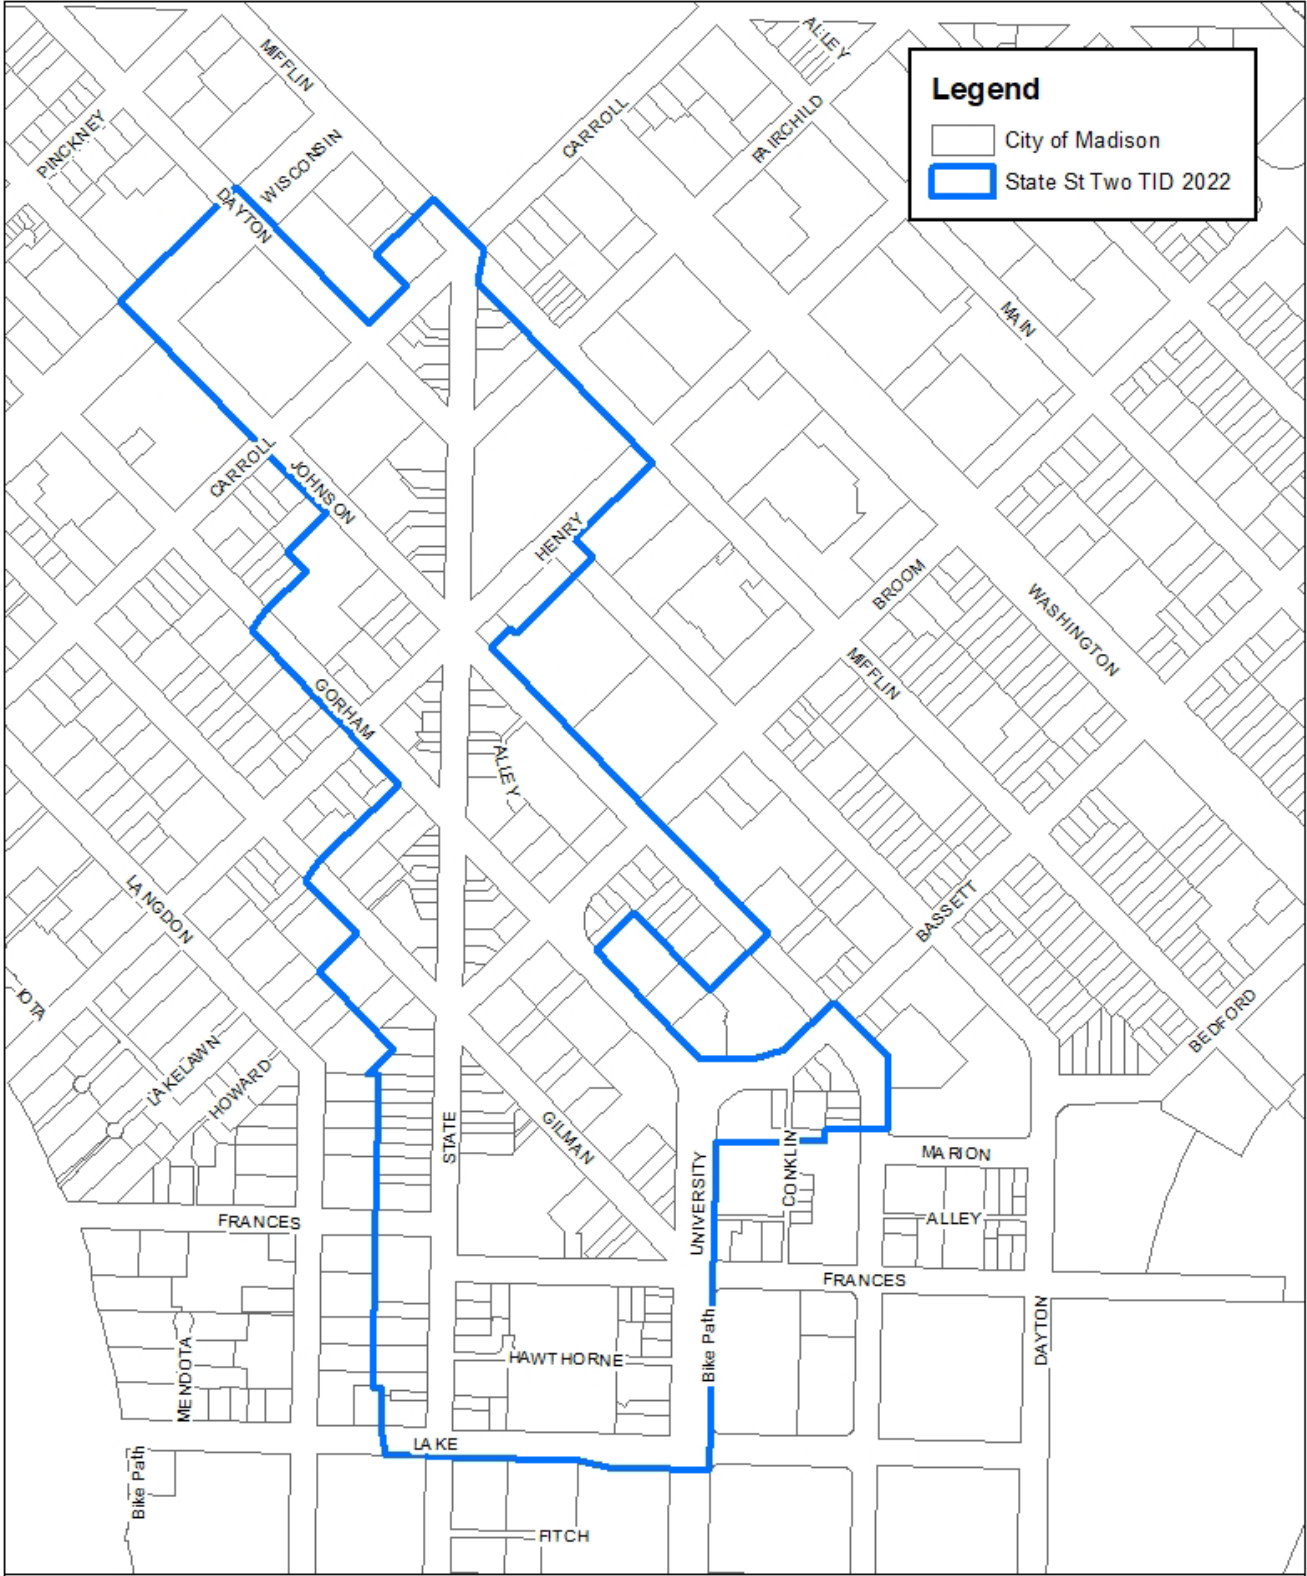 ALLEY
MIFFLIN
Legend
City of Madison
State St Two TID 2022
CARROLL
FAIRCHILD
PINCKNEY
WISCONSIN
DAYTON
MAIN
CARROLL
JOHNSON
HENRY
BROOM
WASHINGTON
MIFFLIN
GORHAM
ALLEY
LANGDON
BASSETT
IOTA
BEDFORD
LAKELAWN
HOWARD
STATE
GILMAN
CONKLIN
MARION
UNIVERSITY
FRANCES
ALLEY
FRANCES
DAYTON
MENDOTA
HAWTHORNE
Bike Path
LAKE
Bike Path
FITCH